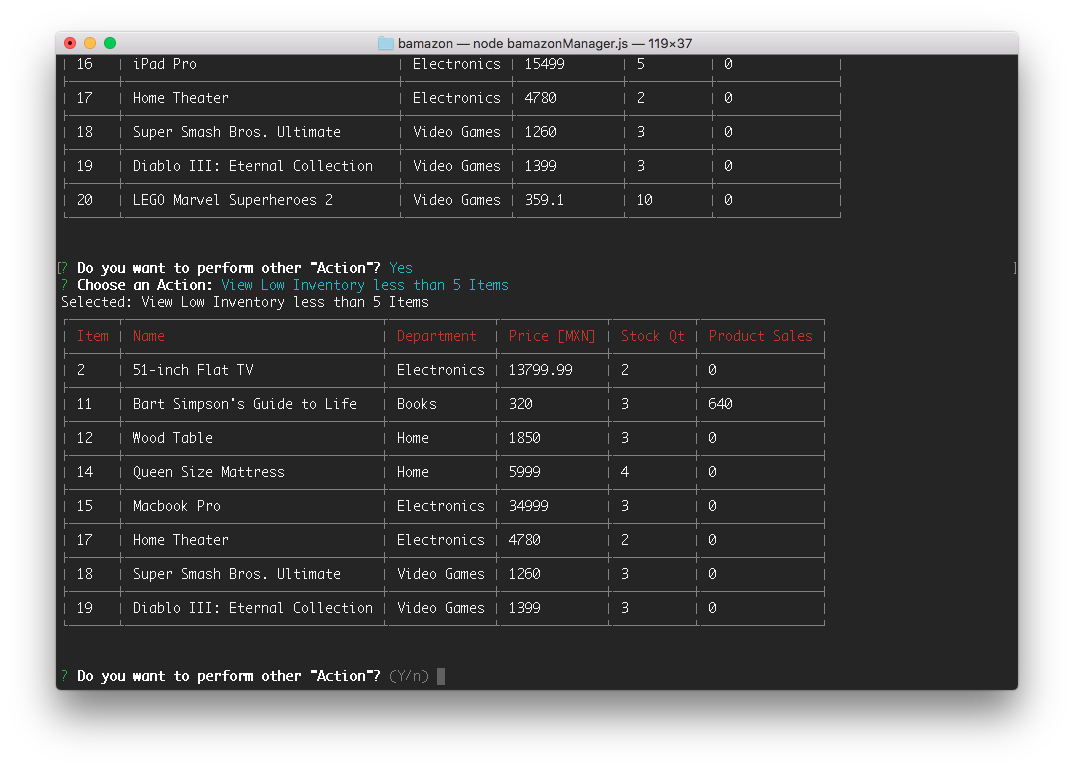 bamazon — node bamazonManager.js — 119×37
16 iPad Pro Electronics 15499 5 0
17 Home Theater Electronics 4780 2 0
18 Super Smash Bros. Ultimate Video Games 1260 3 0
19 Diablo III: Eternal Collection Video Games 1399 3 0
20 LEGO Marvel Superheroes 2 Video Games 359.1 10 0
[? Do you want to perform other "Action"? Yes ]
? Choose an Action: View Low Inventory less than 5 Items
Selected: View Low Inventory less than 5 Items
Item Name Department Price [MXN] Stock Qt Product Sales
2 51-inch Flat TV Electronics 13799.99 2 0
11 Bart Simpson's Guide to Life Books 320 3 640
12 Wood Table Home 1850 3 0
14 Queen Size Mattress Home 5999 4 0
15 Macbook Pro Electronics 34999 3 0
17 Home Theater Electronics 4780 2 0
18 Super Smash Bros. Ultimate Video Games 1260 3 0
19 Diablo III: Eternal Collection Video Games 1399 3 0
? Do you want to perform other "Action"? (Y/n)